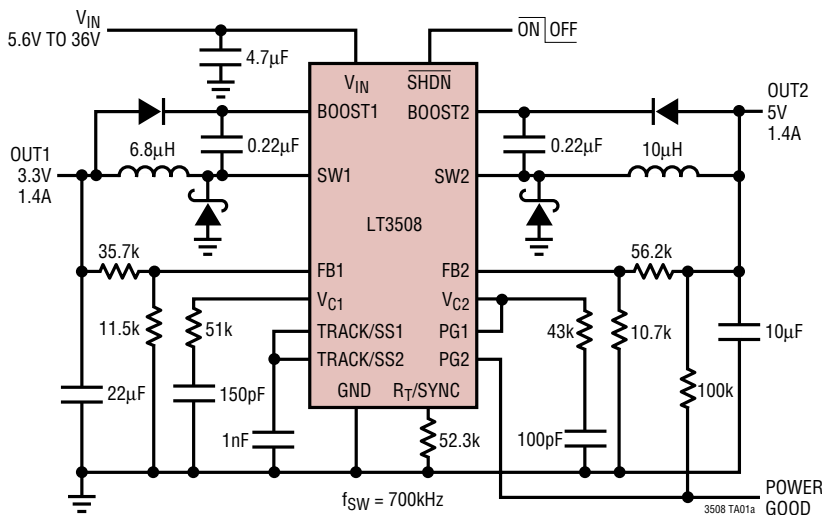 VIN
5.6V TO 36V
4.7µF
ON OFF
VIN
SHDN
BOOST1
BOOST2
OUT2
5V
1.4A
6.8µH
0.22µF
0.22µF
10µH
OUT1
3.3V
1.4A
SW1
SW2
LT3508
35.7k
FB1
FB2
56.2k
VC1
VC2
11.5k
51k
TRACK/SS1
PG1
43k
10.7k
10µF
TRACK/SS2
PG2
22µF
150pF
GND
RT/SYNC
100k
1nF
52.3k
100pF
fSW = 700kHz
POWER
GOOD
3508 TA01a